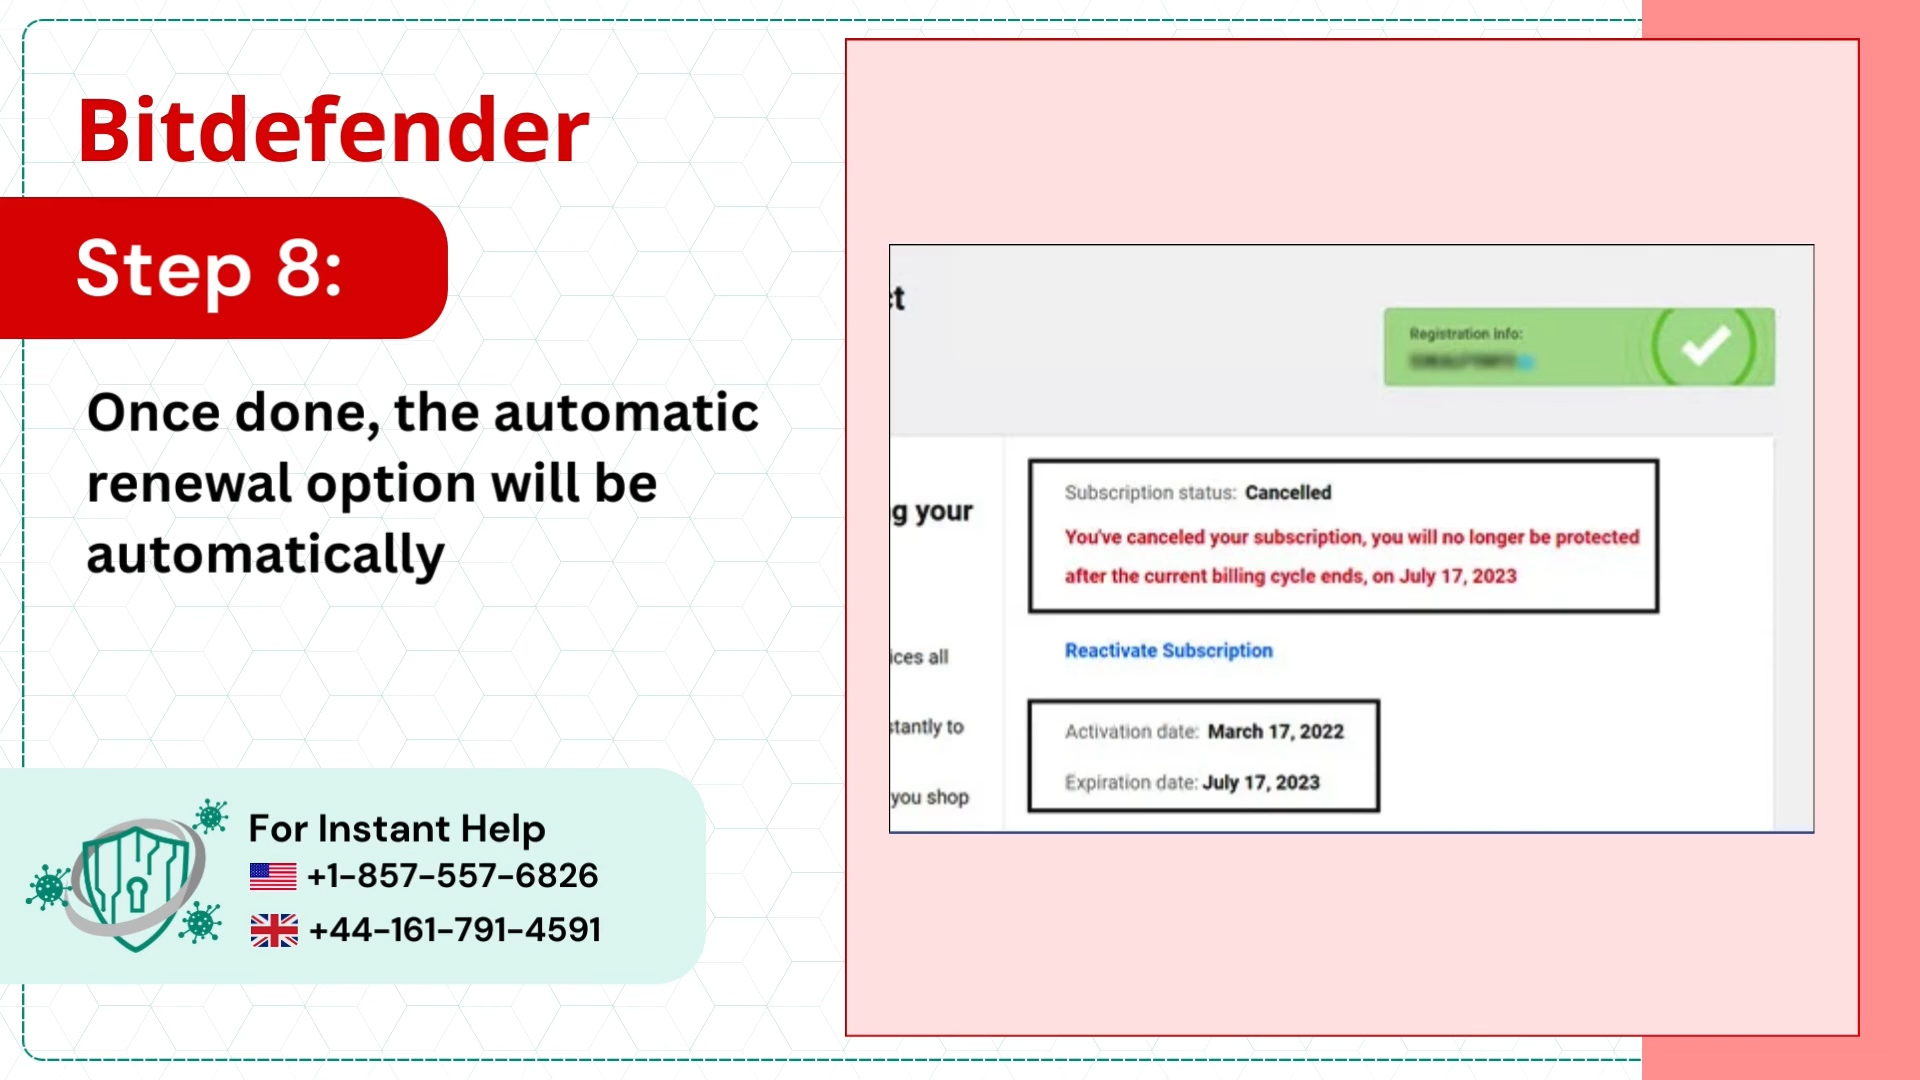 Bitdefender
Step 8:
Once done, the automatic
renewal option will be
automatically
For Instant Help
+1-857-557-6826
+44-161-791-4591
Registration info:
g your
ices all
tantly to
you shop
Subscription status: Cancelled
You've canceled your subscription, you will no longer be protected
after the current billing cycle ends, on July 17, 2023
Reactivate Subscription
Activation date: March 17, 2022
Expiration date: July 17, 2023